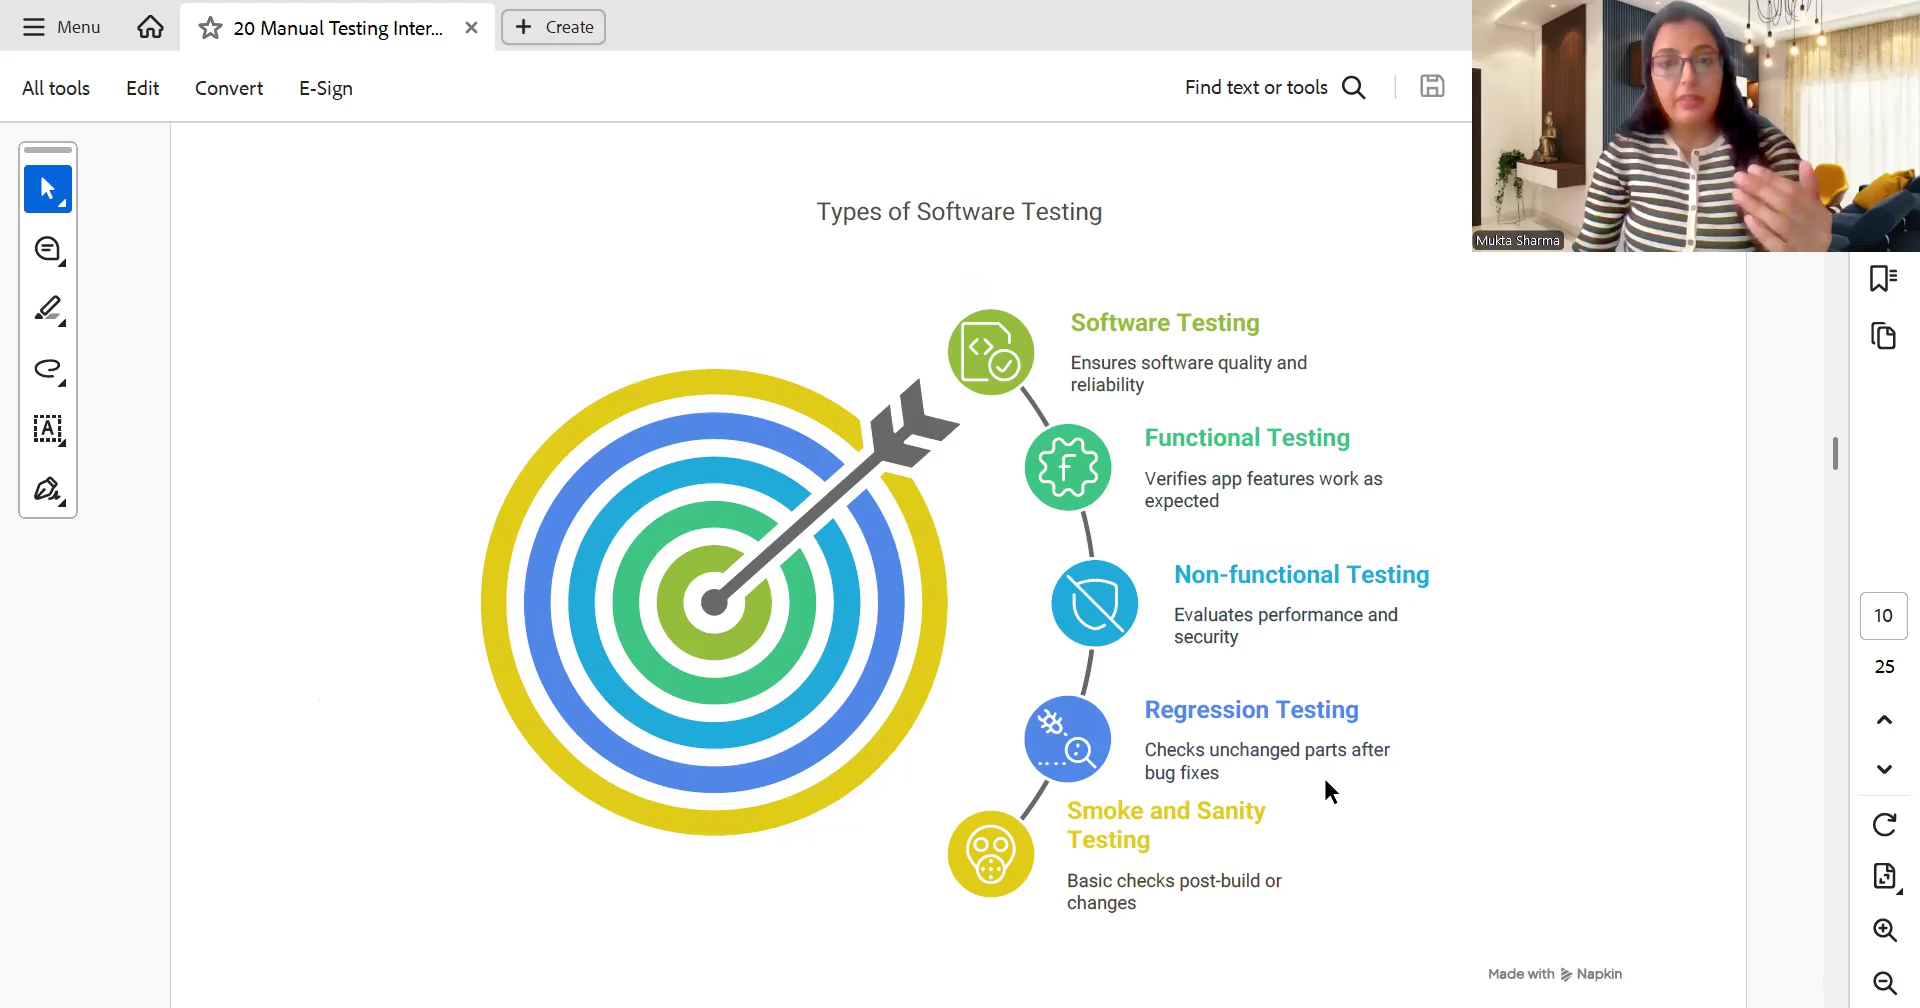 Menu
20 Manual Testing Inter...
Create
All tools
Edit
Convert
E-Sign
Find text or tools
Mukta Sharma
Types of Software Testing
Software Testing
Ensures software quality and
reliability
Functional Testing
Verifies app features work as
expected
Non-functional Testing
Evaluates performance and
security
Regression Testing
Checks unchanged parts after
bug fixes
Smoke and Sanity
Testing
Basic checks post-build or
changes
Made with Napkin
10
25